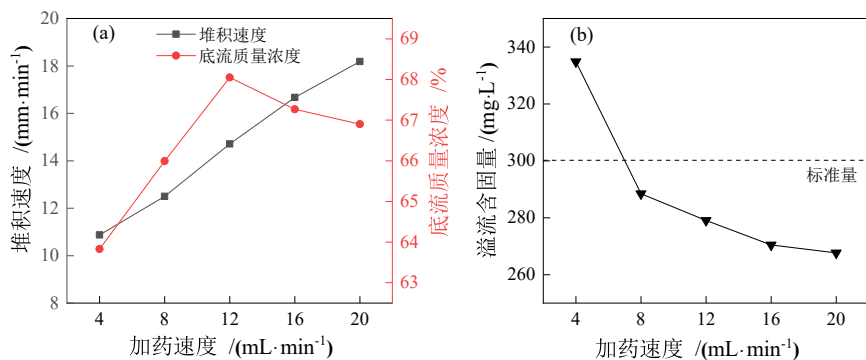 (a)
堆积速度
底流质量浓度
20
18
16
14
12
10
8
堆积速度 /(mm·min⁻¹)
69
68
67
66
65
64
63
底流质量浓度 /%
4 8 12 16 20
加药速度 /(mL·min⁻¹)
(b)
340
320
300
280
260
溢流含固量 /(mg·L⁻¹)
标准量
4 8 12 16 20
加药速度 /(mL·min⁻¹)